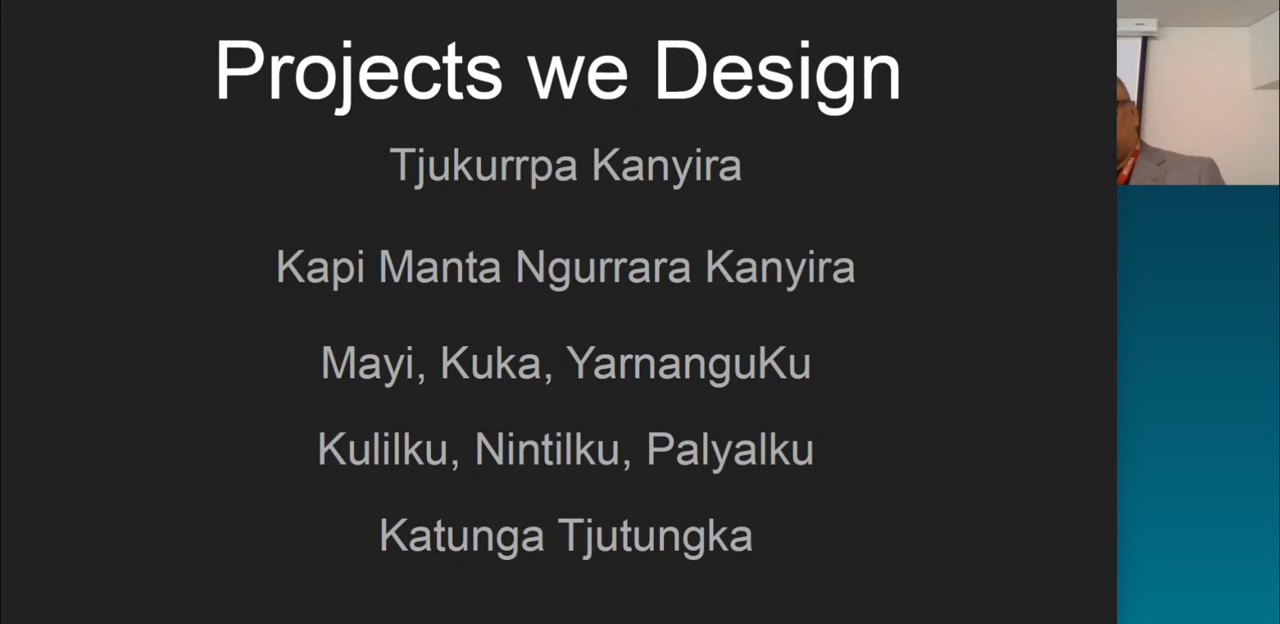 Projects we Design
Tjukurrpa Kanyira
Kapi Manta Ngurrara Kanyira
Mayi, Kuka, YarnanguKu
Kulilku, Nintilku, Palyalku
Katunga Tjutungka